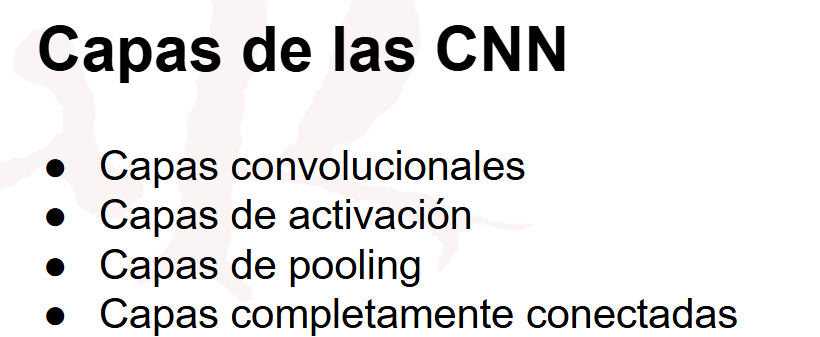 Capas de las CNN
● Capas convolucionales
● Capas de activación
● Capas de pooling
● Capas completamente conectadas